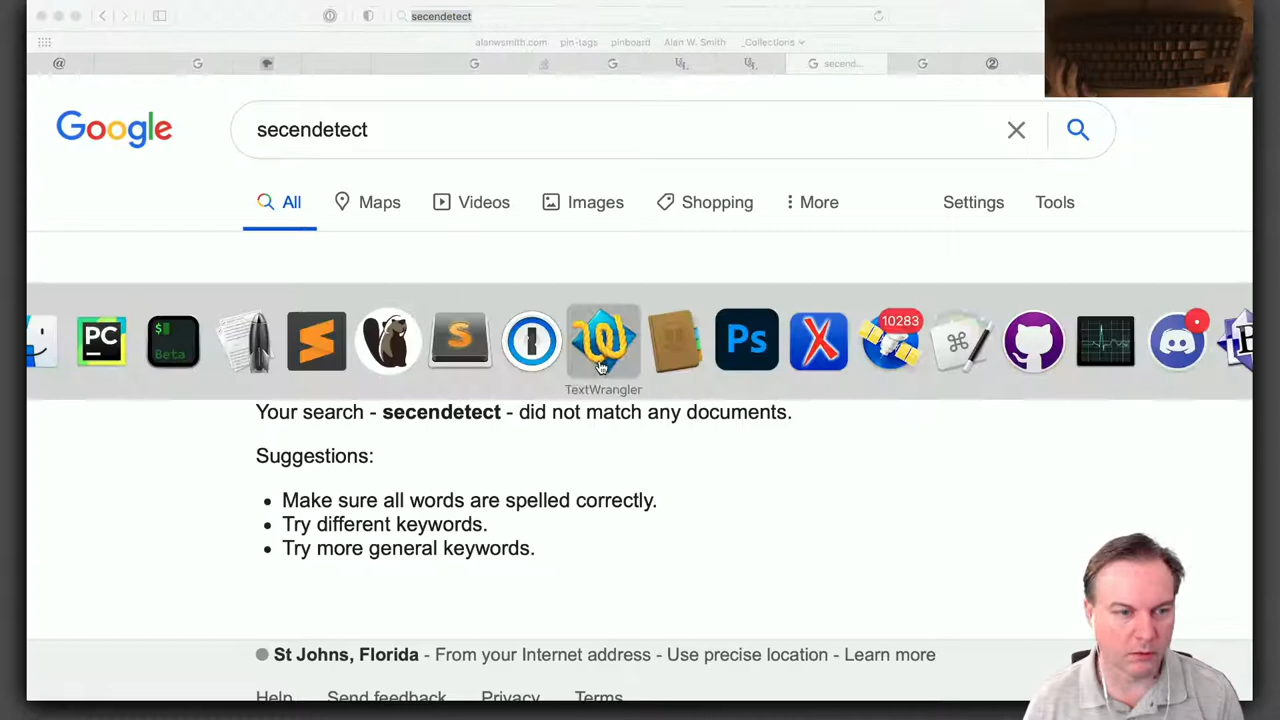 secendetect
alanwsmith.com pin-tags pinboard Alan W. Smith _Collections
secend...
Google secendetect
All Maps Videos Images Shopping More Settings Tools
10283
PC $ Beta S Ps
TextWrangler
Your search - secendetect - did not match any documents.
Suggestions:
Make sure all words are spelled correctly.
Try different keywords.
Try more general keywords.
St Johns, Florida - From your Internet address - Use precise location - Learn more
Help Send feedback Privacy Terms